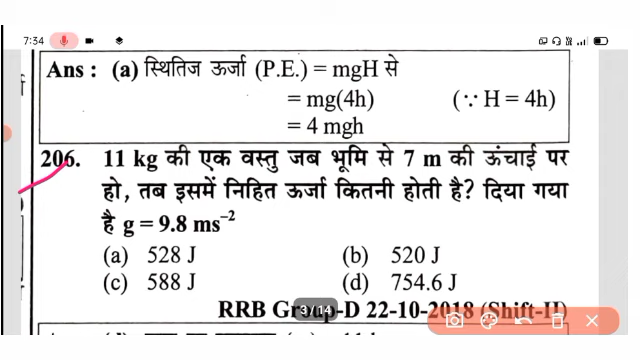 7:34
Ans : (a) स्थितिज ऊर्जा (P.E.) = mgH से
= mg(4h) (∵ H = 4h)
= 4 mgh
206. 11 kg की एक वस्तु जब भूमि से 7 m की ऊंचाई पर
हो, तब इसमें निहित ऊर्जा कितनी होती है? दिया गया
है g = 9.8 ms⁻²
(a) 528 J (b) 520 J
(c) 588 J (d) 754.6 J
RRB Group-D 22-10-2018 (Shift-II)
3/14